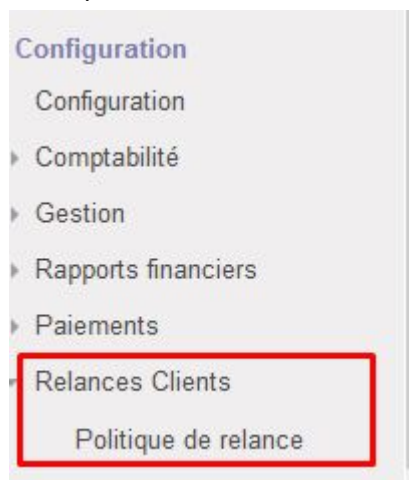 Configuration
Configuration
Comptabilité
Gestion
Rapports financiers
Paiements
Relances Clients
Politique de relance